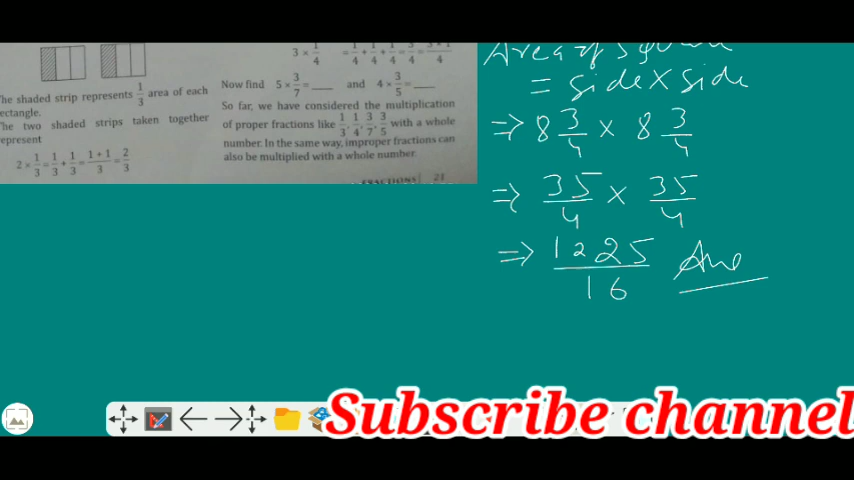 3 × 1/4 = 1/4 + 1/4 + 1/4 = 3/4 = 3×1/4
The shaded strip represents 1/3 area of each
ectangle.
The two shaded strips taken together
epresent
2 × 1/3 = 1/3 + 1/3 = 1+1/3 = 2/3
Now find 5 × 3/7 = ___ and 4 × 3/5 = ___
So far, we have considered the multiplication
of proper fractions like 1/3, 1/4, 3/7, 3/5 with a whole
number. In the same way, improper fractions can
also be multiplied with a whole number.
FRACTIONS 21
Area of Square
= side × side
⇒ 8 3/4 × 8 3/4
⇒ 35/4 × 35/4
⇒ 1225/16 Ans
Subscribe channel